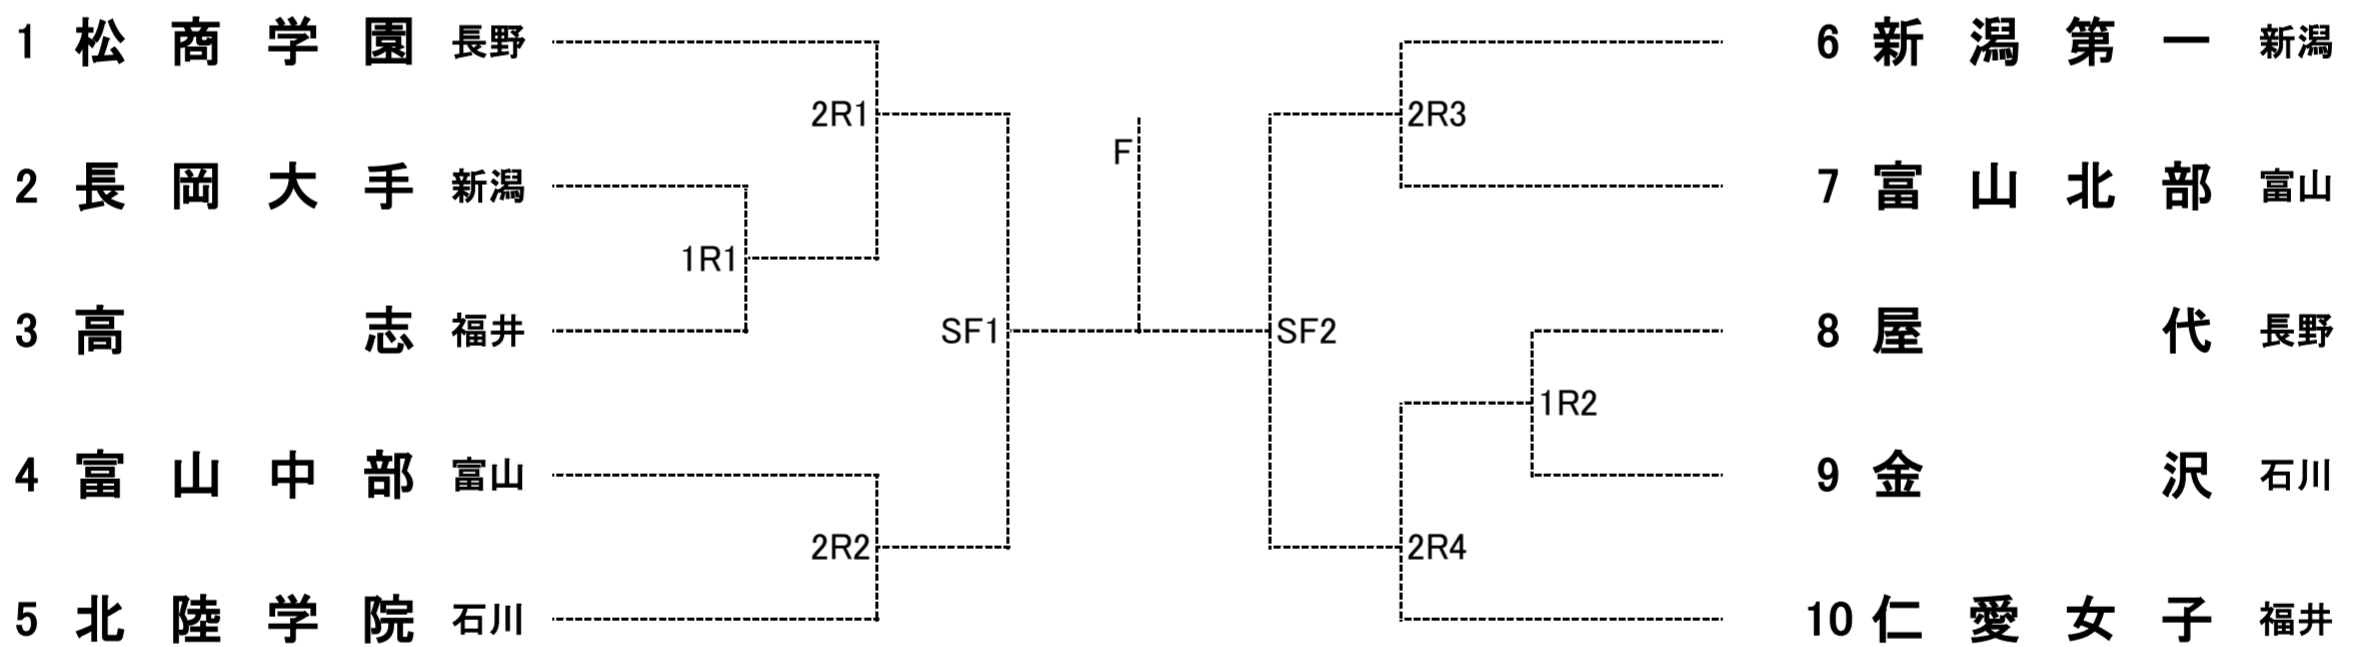 1 松商学園 長野
2 長岡大手 新潟
3 高志 福井
4 富山中部 富山
5 北陸学院 石川
2R1
1R1
2R2
SF1
F
SF2
2R3
1R2
2R4
6 新潟第一 新潟
7 富山北部 富山
8 屋代 長野
9 金沢 石川
10 仁愛女子 福井